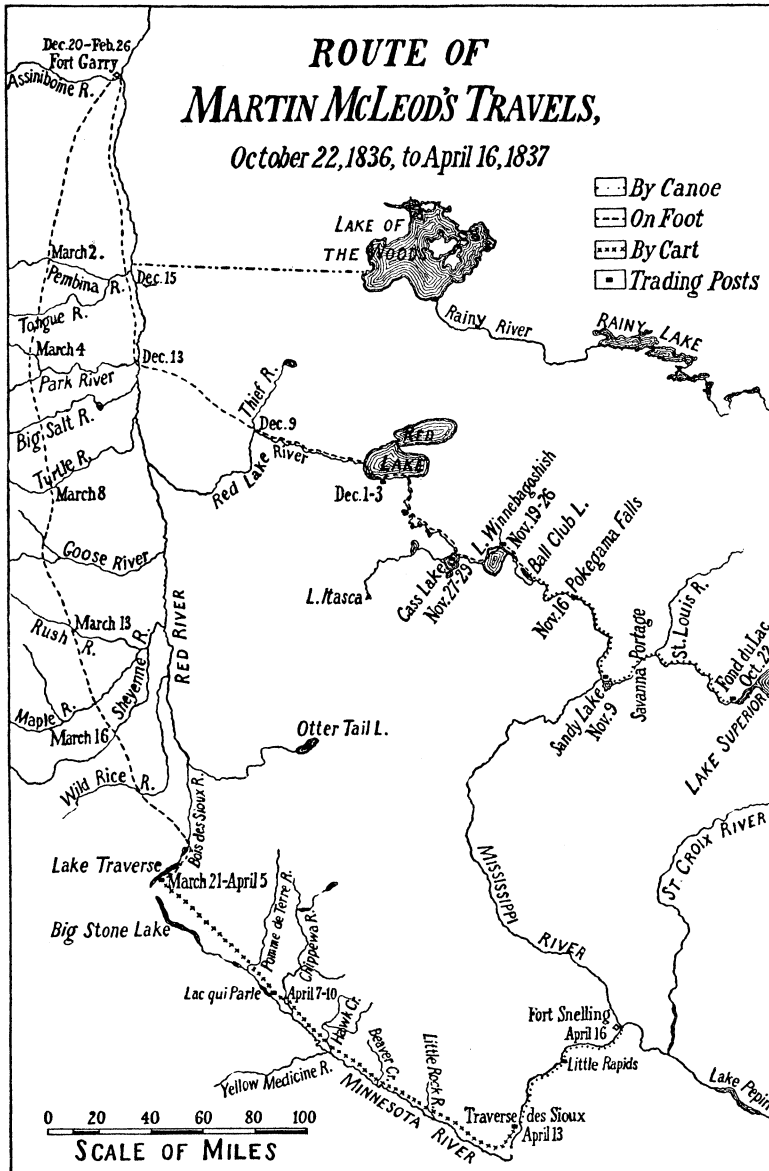 ROUTE OF
MARTIN MCLEOD'S TRAVELS,
October 22, 1836, to April 16, 1837
By Canoe
On Foot
By Cart
Trading Posts
Dec. 20-Feb. 26
Fort Garry
Assiniboine R.
LAKE OF
THE WOODS
March 2.
Dec. 15
Pembina R.
Tongue R.
Rainy River
RAINY LAKE
March 4
Dec. 13
Park River
Thief R.
Big Salt R.
Dec. 9
RED
LAKE
Turtle R.
Red Lake River
Dec. 1-3
March 8
L. Winnebagoshish
Nov. 19-26
Ball Club L.
Goose River
Cass Lake
Nov. 27-29
Pokegama Falls
Nov. 16
L. Itasca
St. Louis R.
March 13
Rush R.
RED RIVER
Savanna Portage
Fond du Lac
Oct. 22
Sheyenne R.
Sandy Lake
Nov. 9
LAKE SUPERIOR
Maple R.
March 16
Otter Tail L.
Wild Rice R.
Bois des Sioux R.
ST. CROIX RIVER
Lake Traverse
March 21-April 5
MISSISSIPPI
RIVER
Big Stone Lake
Pomme de Terre R.
Chippewa R.
Lac qui Parle
April 7-10
Hawk Cr.
Fort Snelling
April 16
Beaver Cr.
Little Rapids
Little Rock R.
Yellow Medicine R.
Lake Pepin
MINNESOTA
RIVER
Traverse des Sioux
April 13
0 20 40 60 80 100
SCALE OF MILES